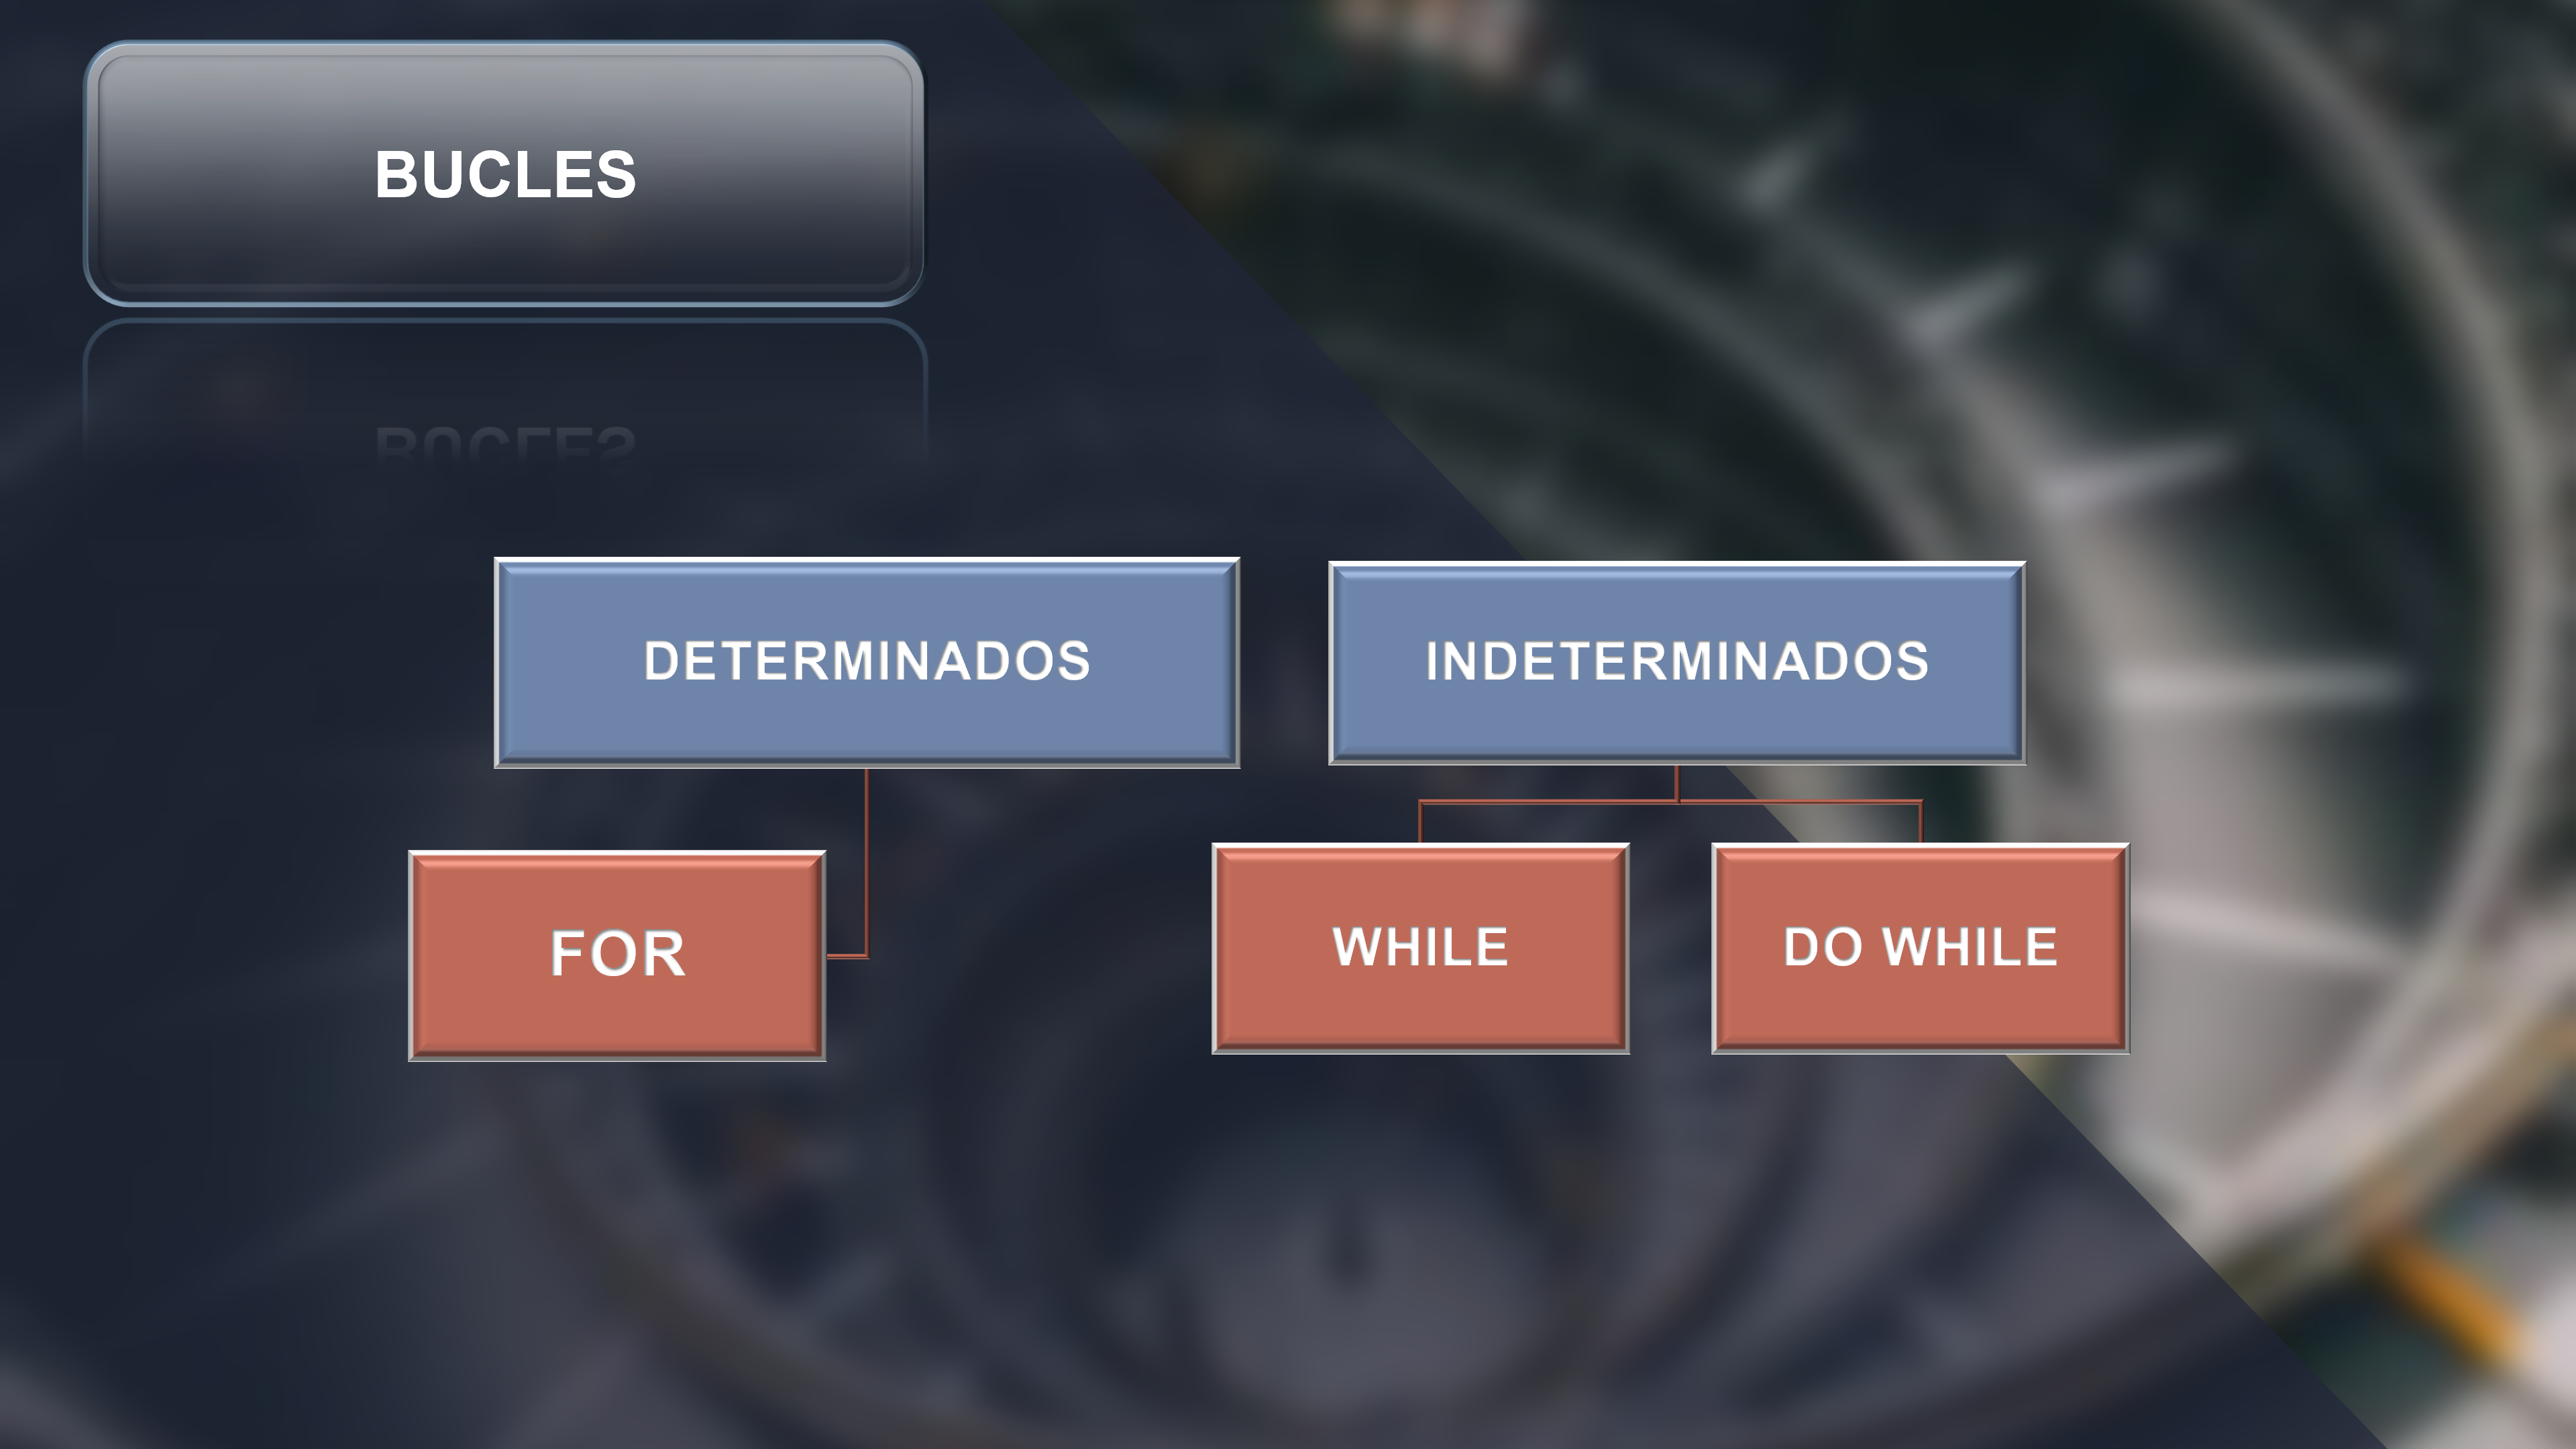 BUCLES
DETERMINADOS
INDETERMINADOS
FOR
WHILE
DO WHILE